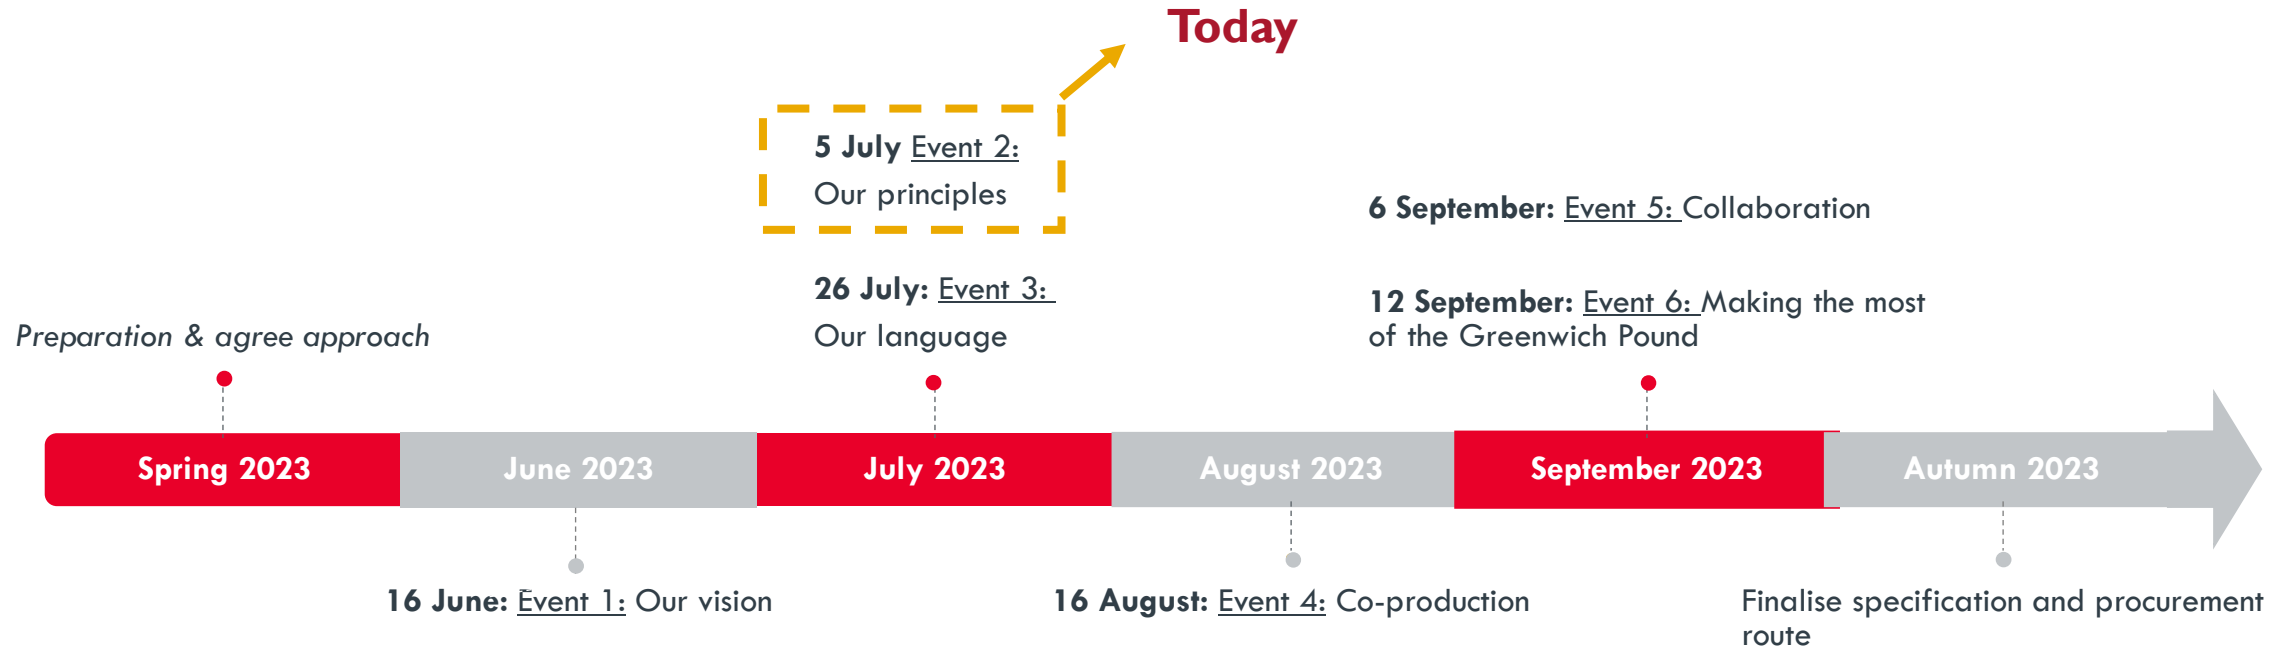 Today
5 July Event 2:
Our principles
26 July: Event 3:
Our language
6 September: Event 5: Collaboration
12 September: Event 6: Making the most
of the Greenwich Pound
Preparation & agree approach
Spring 2023
June 2023
July 2023
August 2023
September 2023
Autumn 2023
16 June: Event 1: Our vision
16 August: Event 4: Co-production
Finalise specification and procurement
route